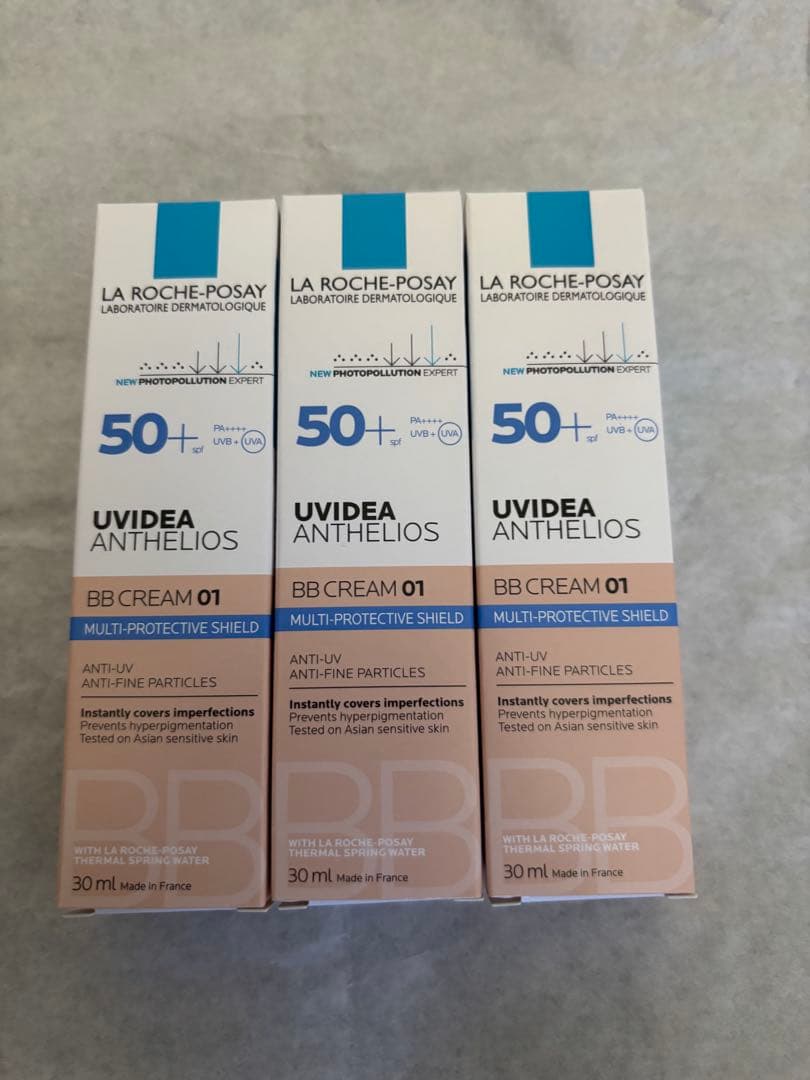 LA ROCHE-POSAY
LABORATOIRE DERMATOLOGIQUE
NEW PHOTOPOLLUTION EXPERT
50+ spf
PA++++
UVB + UVA
UVIDEA
ANTHELIOS
BB CREAM 01
MULTI-PROTECTIVE SHIELD
ANTI-UV
ANTI-FINE PARTICLES
Instantly covers imperfections
Prevents hyperpigmentation
Tested on Asian sensitive skin
BB
WITH LA ROCHE-POSAY
THERMAL SPRING WATER
30 ml Made in France
LA ROCHE-POSAY
LABORATOIRE DERMATOLOGIQUE
NEW PHOTOPOLLUTION EXPERT
50+ spf
PA++++
UVB + UVA
UVIDEA
ANTHELIOS
BB CREAM 01
MULTI-PROTECTIVE SHIELD
ANTI-UV
ANTI-FINE PARTICLES
Instantly covers imperfections
Prevents hyperpigmentation
Tested on Asian sensitive skin
BB
WITH LA ROCHE-POSAY
THERMAL SPRING WATER
30 ml Made in France
LA ROCHE-POSAY
LABORATOIRE DERMATOLOGIQUE
NEW PHOTOPOLLUTION EXPERT
50+ spf
PA++++
UVB + UVA
UVIDEA
ANTHELIOS
BB CREAM 01
MULTI-PROTECTIVE SHIELD
ANTI-UV
ANTI-FINE PARTICLES
Instantly covers imperfections
Prevents hyperpigmentation
Tested on Asian sensitive skin
BB
WITH LA ROCHE-POSAY
THERMAL SPRING WATER
30 ml Made in France